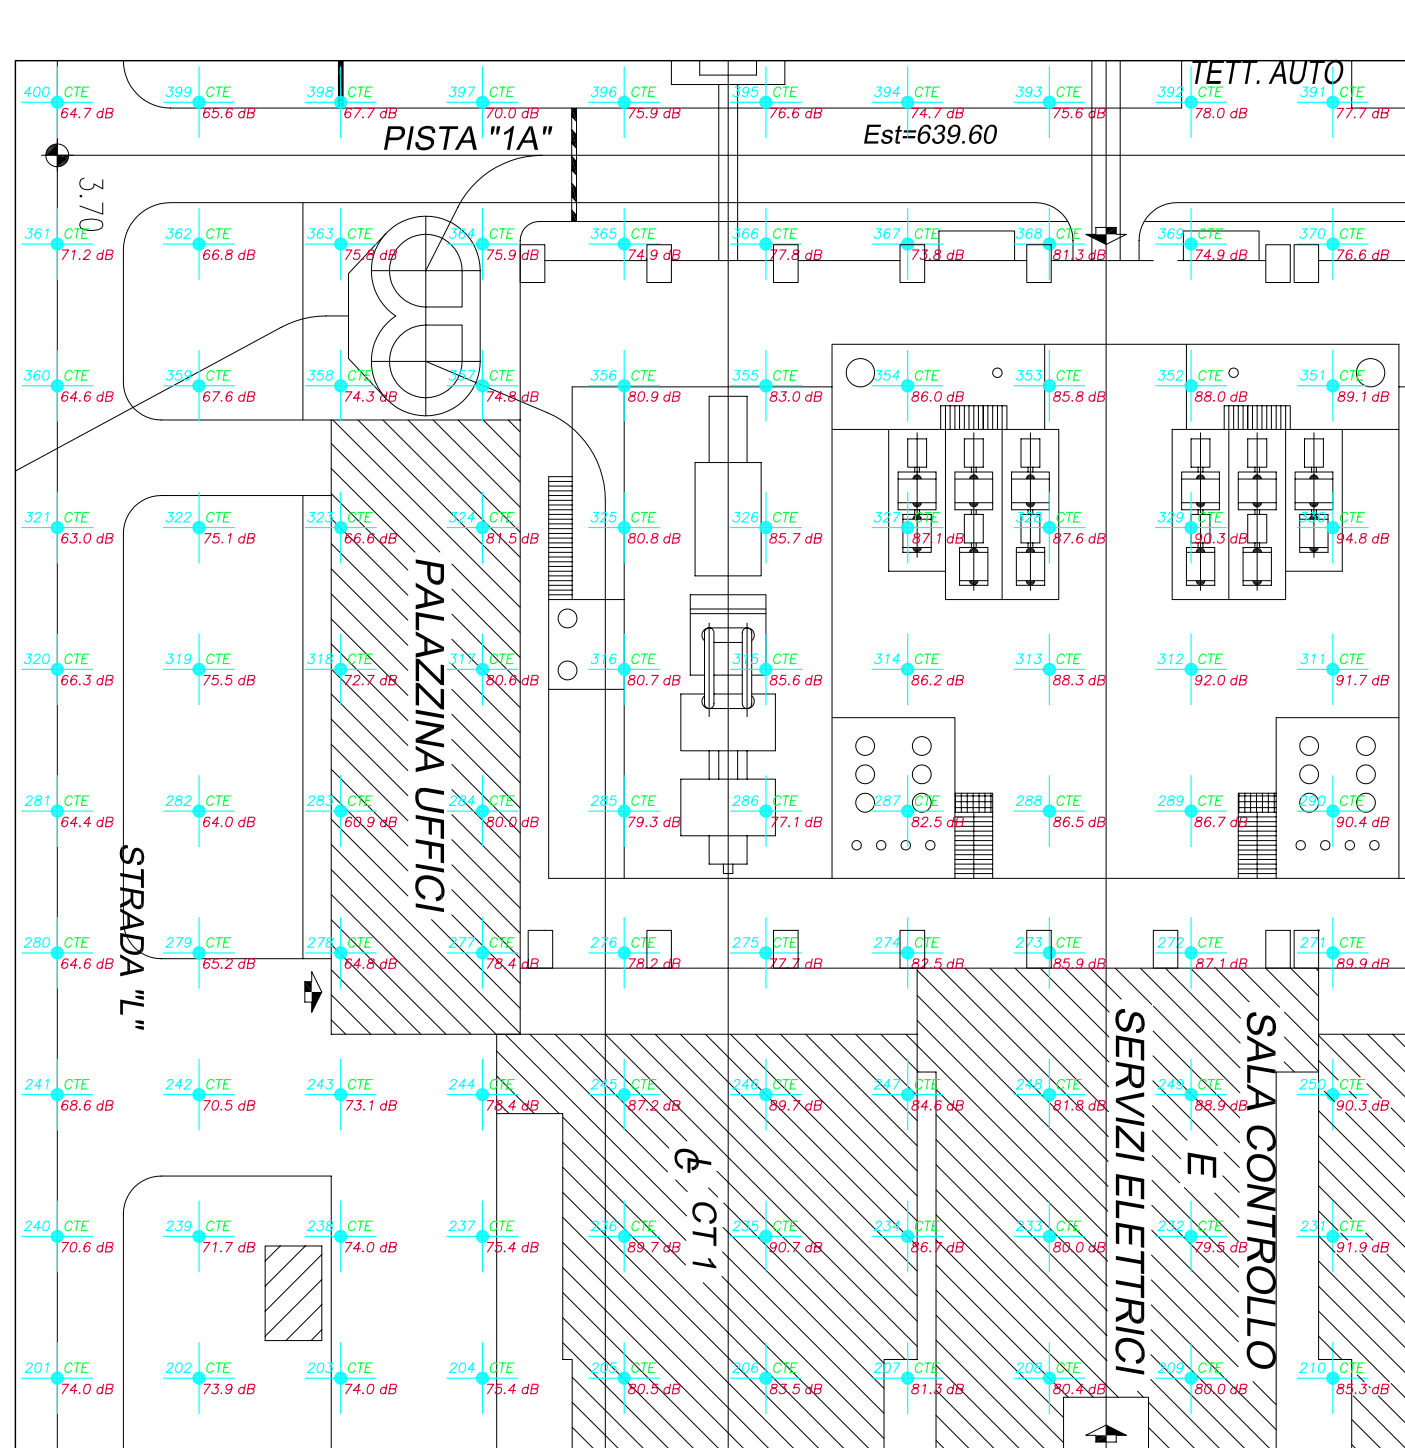 TETT. AUTO
400 CTE 64.7 dB
399 CTE 65.6 dB
398 CTE 67.7 dB
397 CTE 70.0 dB
396 CTE 75.9 dB
395 CTE 76.6 dB
394 CTE 74.7 dB
393 CTE 75.6 dB
392 CTE 78.0 dB
391 CTE 77.7 dB
PISTA "1A"
Est=639.60
3.70
361 CTE 71.2 dB
362 CTE 66.8 dB
363 CTE 75.8 dB
364 CTE 75.9 dB
365 CTE 74.9 dB
366 CTE 77.8 dB
367 CTE 73.8 dB
368 CTE 81.3 dB
369 CTE 74.9 dB
370 CTE 76.6 dB
360 CTE 64.6 dB
359 CTE 67.6 dB
358 CTE 74.3 dB
357 CTE 74.8 dB
356 CTE 80.9 dB
355 CTE 83.0 dB
354 CTE 86.0 dB
353 CTE 85.8 dB
352 CTE 88.0 dB
351 CTE 89.1 dB
321 CTE 63.0 dB
322 CTE 75.1 dB
323 CTE 66.6 dB
324 CTE 81.5 dB
325 CTE 80.8 dB
326 CTE 85.7 dB
327 CTE 87.1 dB
328 CTE 87.6 dB
329 CTE 90.3 dB
330 CTE 94.8 dB
PALAZZINA UFFICI
320 CTE 66.3 dB
319 CTE 75.5 dB
318 CTE 72.7 dB
317 CTE 80.6 dB
316 CTE 80.7 dB
315 CTE 85.6 dB
314 CTE 86.2 dB
313 CTE 88.3 dB
312 CTE 92.0 dB
311 CTE 91.7 dB
281 CTE 64.4 dB
282 CTE 64.0 dB
283 CTE 60.9 dB
284 CTE 80.0 dB
285 CTE 79.3 dB
286 CTE 77.1 dB
287 CTE 82.5 dB
288 CTE 86.5 dB
289 CTE 86.7 dB
290 CTE 90.4 dB
STRADA "L"
280 CTE 64.6 dB
279 CTE 65.2 dB
278 CTE 64.8 dB
277 CTE 78.4 dB
276 CTE 78.2 dB
275 CTE 77.7 dB
274 CTE 82.5 dB
273 CTE 85.9 dB
272 CTE 87.1 dB
271 CTE 89.9 dB
SALA CONTROLLO
E
SERVIZI ELETTRICI
241 CTE 68.6 dB
242 CTE 70.5 dB
243 CTE 73.1 dB
244 CTE 78.4 dB
245 CTE 87.2 dB
246 CTE 89.7 dB
247 CTE 84.6 dB
248 CTE 81.8 dB
249 CTE 88.9 dB
250 CTE 90.3 dB
CT 1
240 CTE 70.6 dB
239 CTE 71.7 dB
238 CTE 74.0 dB
237 CTE 75.4 dB
236 CTE 89.7 dB
235 CTE 90.7 dB
234 CTE 86.7 dB
233 CTE 80.0 dB
232 CTE 79.5 dB
231 CTE 91.9 dB
201 CTE 74.0 dB
202 CTE 73.9 dB
203 CTE 74.0 dB
204 CTE 75.4 dB
205 CTE 80.5 dB
206 CTE 83.5 dB
207 CTE 81.3 dB
208 CTE 80.4 dB
209 CTE 80.0 dB
210 CTE 85.3 dB